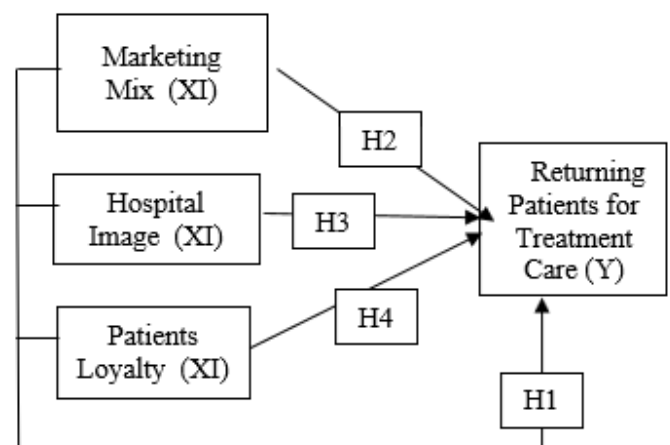 Marketing
Mix (XI)
H2
Returning
Patients for
Treatment
Care (Y)
Hospital
Image (XI)
H3
H4
Patients
Loyalty (XI)
H1